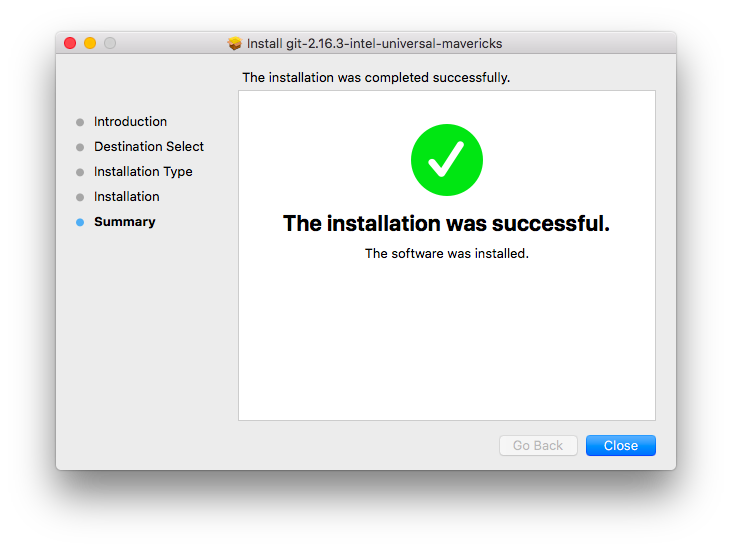 Install git-2.16.3-intel-universal-mavericks
The installation was completed successfully.
Introduction
Destination Select
Installation Type
Installation
Summary
The installation was successful.
The software was installed.
Go Back
Close